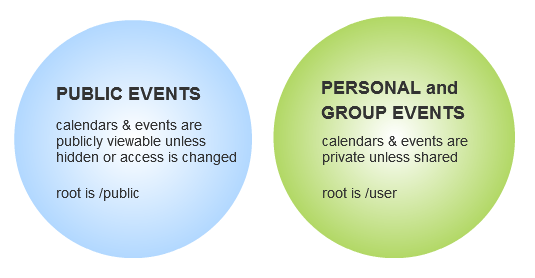 PUBLIC EVENTS
calendars & events are
publicly viewable unless
hidden or access is changed
root is /public
PERSONAL and
GROUP EVENTS
calendars & events are
private unless shared
root is /user